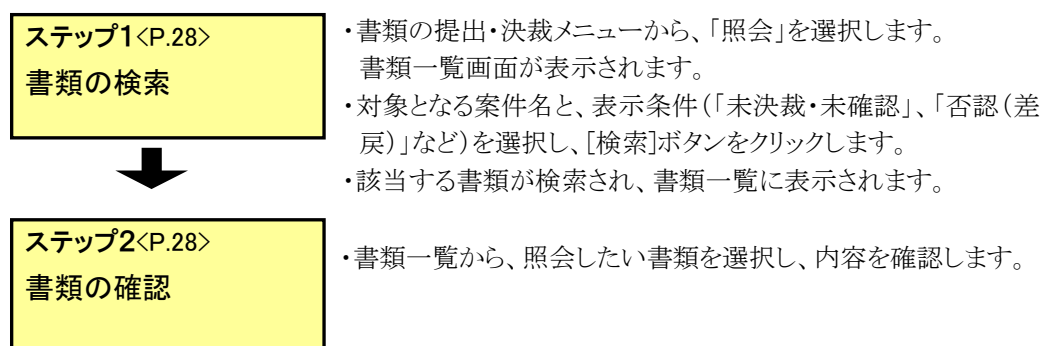 ステップ1<P.28>
書類の検索
・書類の提出・決裁メニューから、「照会」を選択します。
書類一覧画面が表示されます。
・対象となる案件名と、表示条件(「未決裁・未確認」、「否認(差
戻)」など)を選択し、[検索]ボタンをクリックします。
・該当する書類が検索され、書類一覧に表示されます。
ステップ2<P.28>
書類の確認
・書類一覧から、照会したい書類を選択し、内容を確認します。